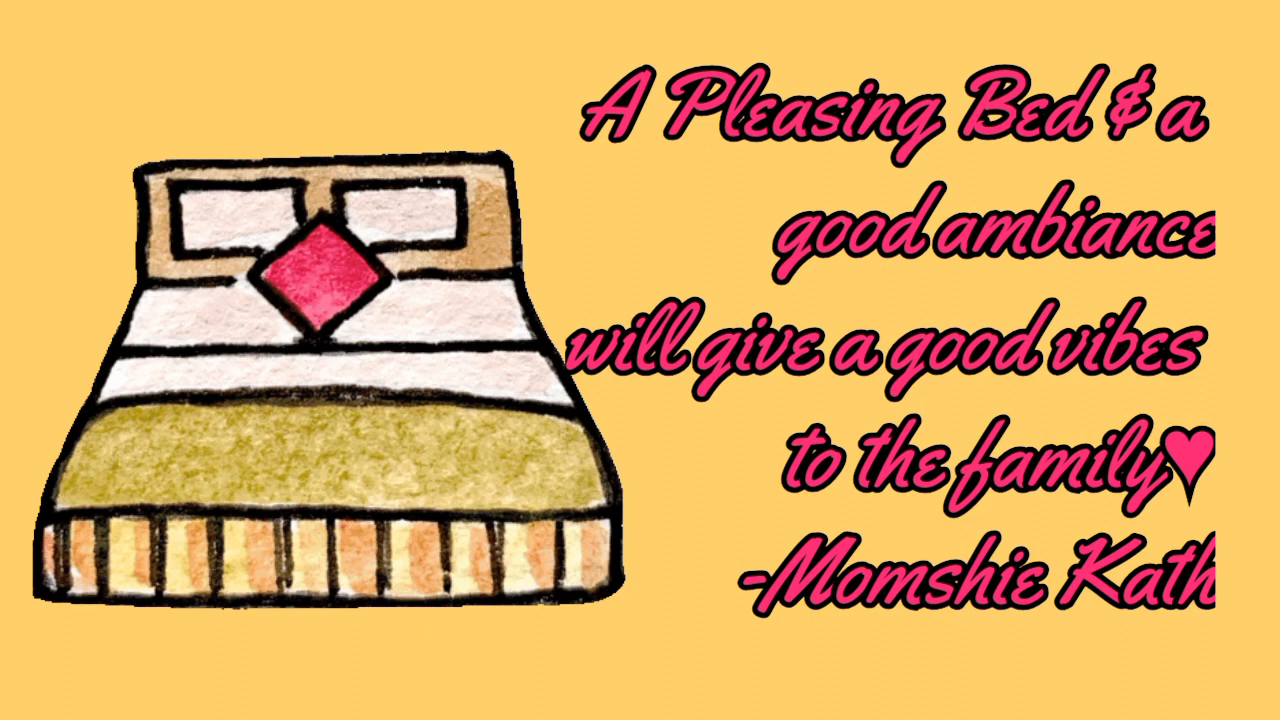 A Pleasing Bed & a
good ambiance
will give a good vibes
to the family♥
-Momshie Kath